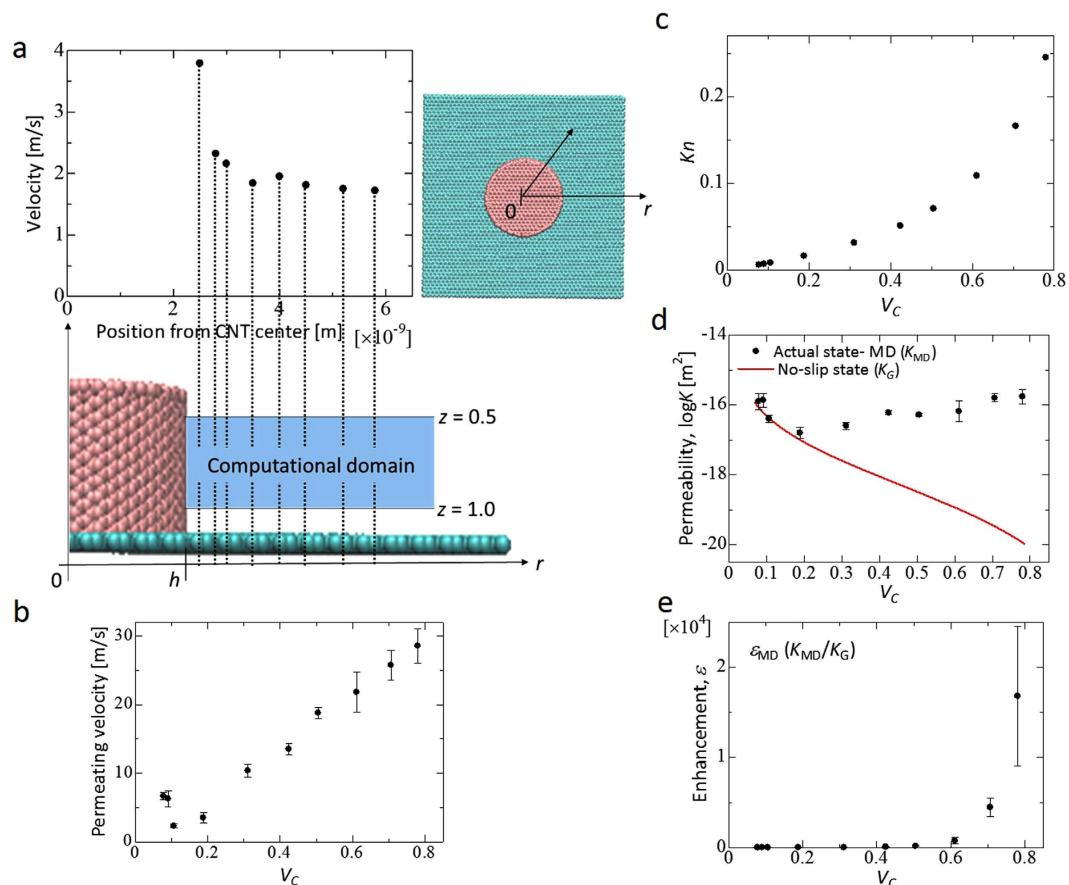 a
4
3
2
1
0
Velocity [m/s]
0 2 4 6
Position from CNT center [m] [×10⁻⁹]
0 r
z = 0.5
Computational domain
z = 1.0
0 h r
b
30
20
10
0
Permeating velocity [m/s]
0 0.2 0.4 0.6 0.8
V_C
c
0.2
0.1
0
Kn
0 0.2 0.4 0.6 0.8
V_C
d
-14
-16
-18
-20
Permeability, logK [m²]
Actual state- MD (K_MD)
No-slip state (K_G)
0 0.1 0.2 0.3 0.4 0.5 0.6 0.7 0.8
V_C
e
[×10⁴]
2
1
0
Enhancement, ε
ε_MD (K_MD/K_G)
0 0.2 0.4 0.6 0.8
V_C